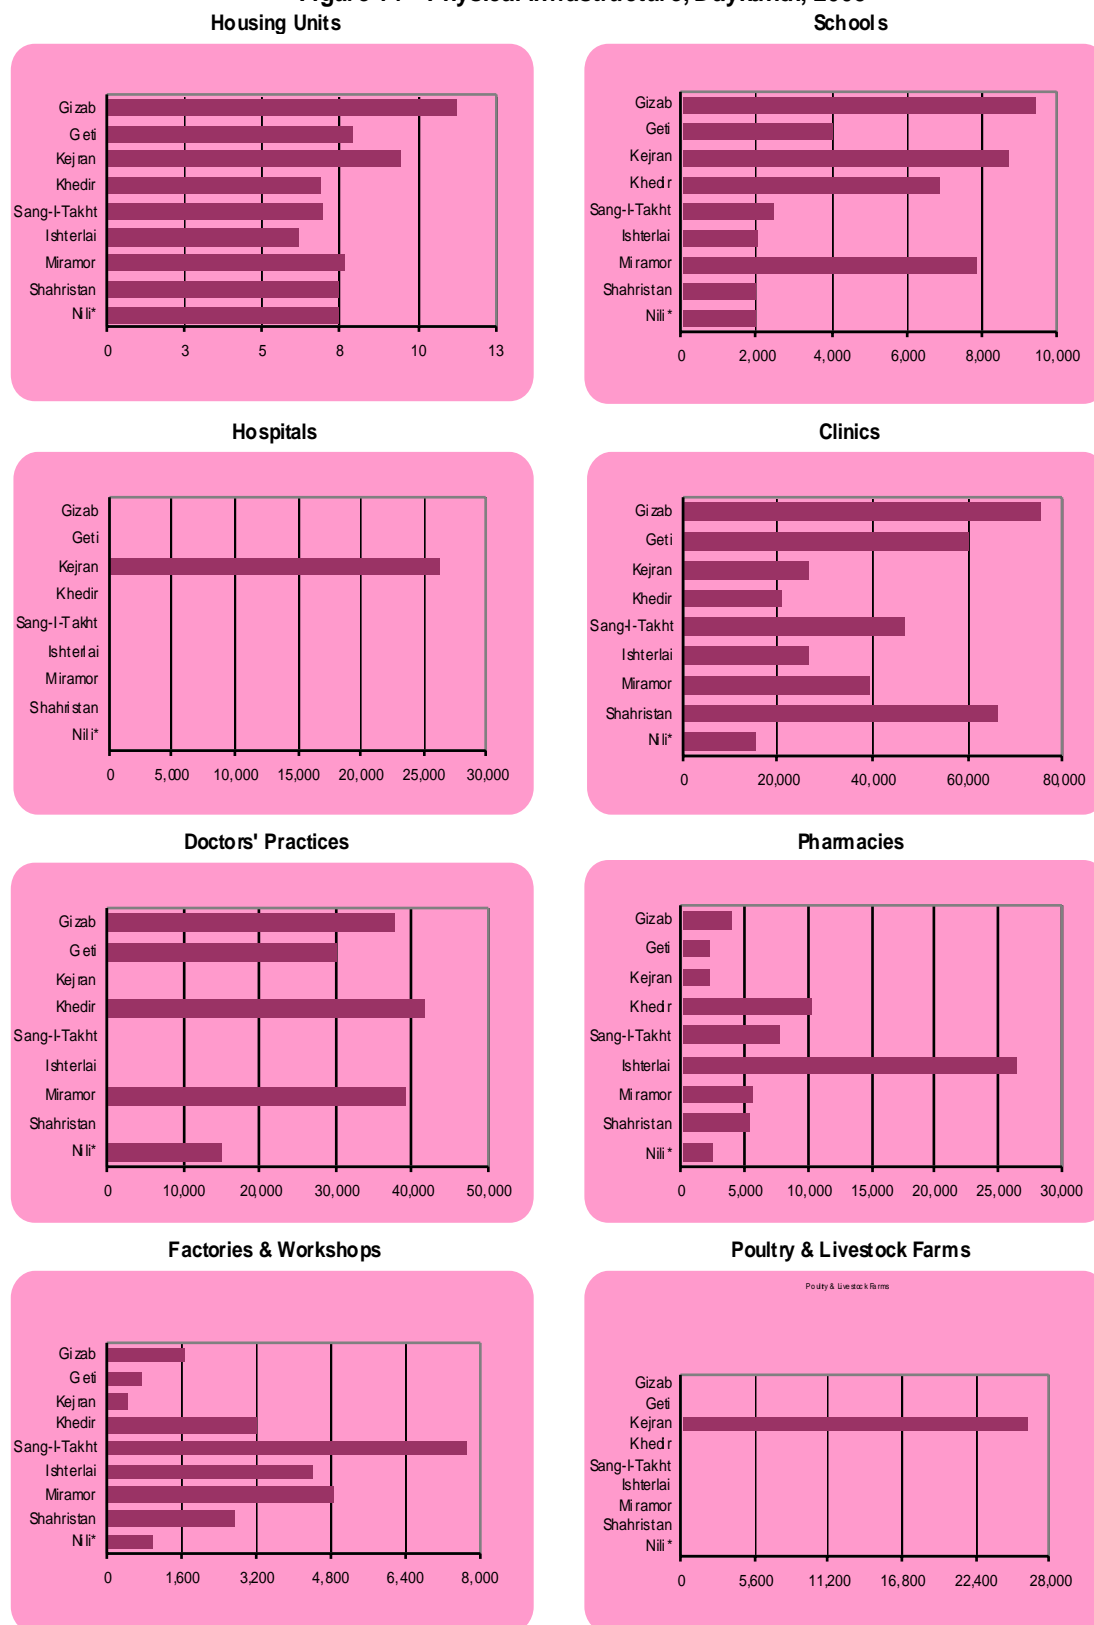 Housing Units
Gizab
Geti
Kejran
Khedir
Sang-I-Takht
Ishterlai
Miramor
Shahristan
Nili*
0 3 5 8 10 13
Schools
Gizab
Geti
Kejran
Khedir
Sang-I-Takht
Ishterlai
Miramor
Shahristan
Nili*
0 2,000 4,000 6,000 8,000 10,000
Hospitals
Gizab
Geti
Kejran
Khedir
Sang-I-Takht
Ishterlai
Miramor
Shahristan
Nili*
0 5,000 10,000 15,000 20,000 25,000 30,000
Clinics
Gizab
Geti
Kejran
Khedir
Sang-I-Takht
Ishterlai
Miramor
Shahristan
Nili*
0 20,000 40,000 60,000 80,000
Doctors' Practices
Gizab
Geti
Kejran
Khedir
Sang-I-Takht
Ishterlai
Miramor
Shahristan
Nili*
0 10,000 20,000 30,000 40,000 50,000
Pharmacies
Gizab
Geti
Kejran
Khedir
Sang-I-Takht
Ishterlai
Miramor
Shahristan
Nili*
0 5,000 10,000 15,000 20,000 25,000 30,000
Factories & Workshops
Gizab
Geti
Kejran
Khedir
Sang-I-Takht
Ishterlai
Miramor
Shahristan
Nili*
0 1,600 3,200 4,800 6,400 8,000
Poultry & Livestock Farms
Poulty & Livestock Farms
Gizab
Geti
Kejran
Khedir
Sang-I-Takht
Ishterlai
Miramor
Shahristan
Nili*
0 5,600 11,200 16,800 22,400 28,000